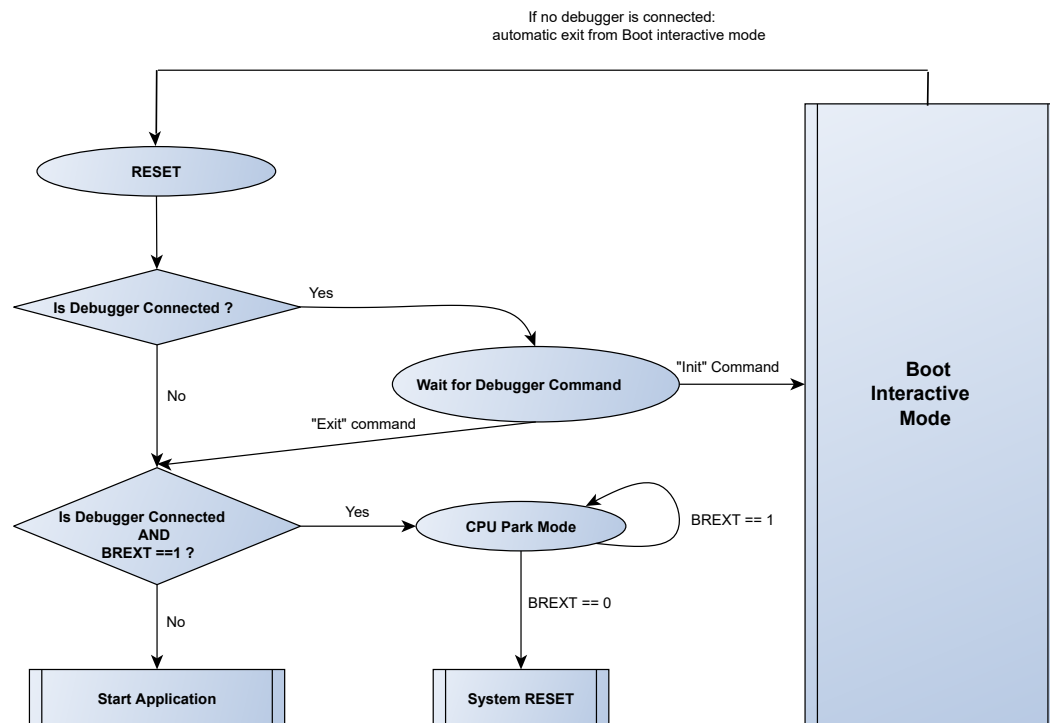 If no debugger is connected:
automatic exit from Boot interactive mode
RESET
Is Debugger Connected ?
Yes
Wait for Debugger Command
"Init" Command
Boot
Interactive
Mode
No
"Exit" command
Is Debugger Connected
AND
BREXT ==1 ?
Yes
CPU Park Mode
BREXT == 1
BREXT == 0
No
Start Application
System RESET